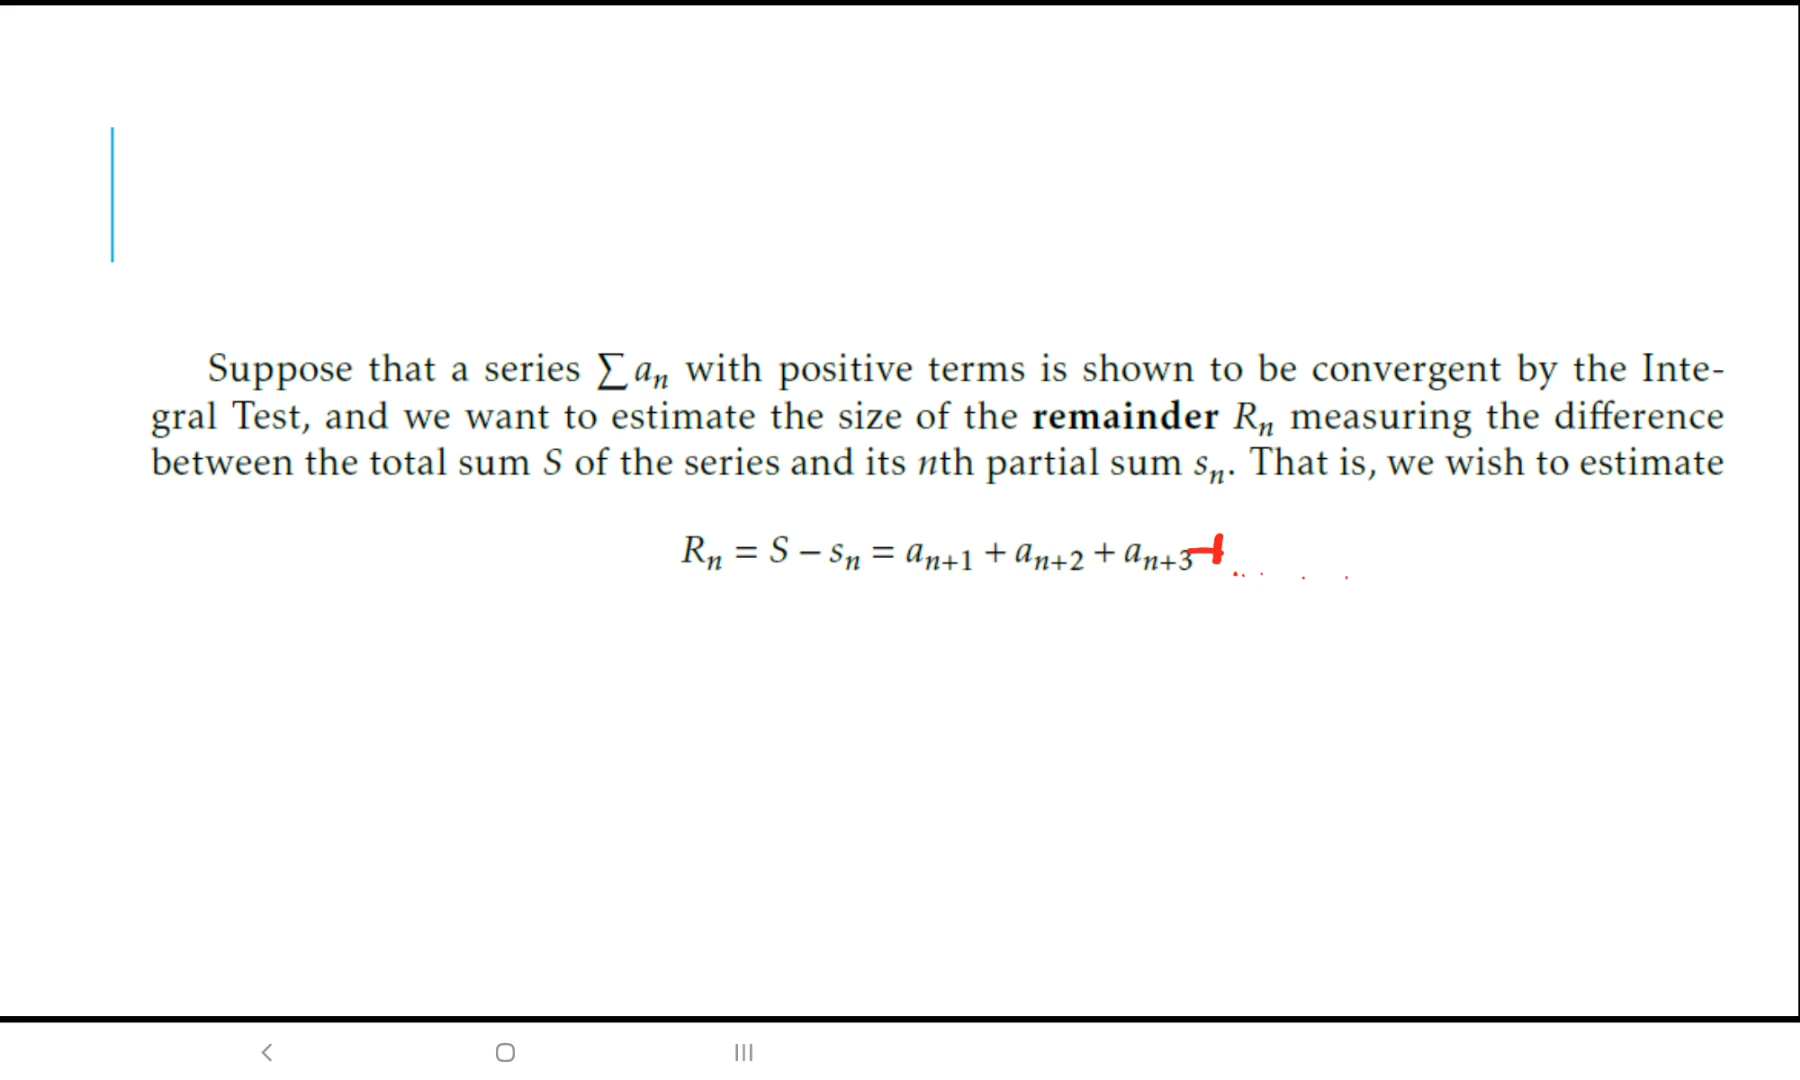 Suppose that a series ∑ aₙ with positive terms is shown to be convergent by the Inte-
gral Test, and we want to estimate the size of the remainder Rₙ measuring the difference
between the total sum S of the series and its nth partial sum sₙ. That is, we wish to estimate
Rₙ = S − sₙ = aₙ₊₁ + aₙ₊₂ + aₙ₊₃ + .. . . .